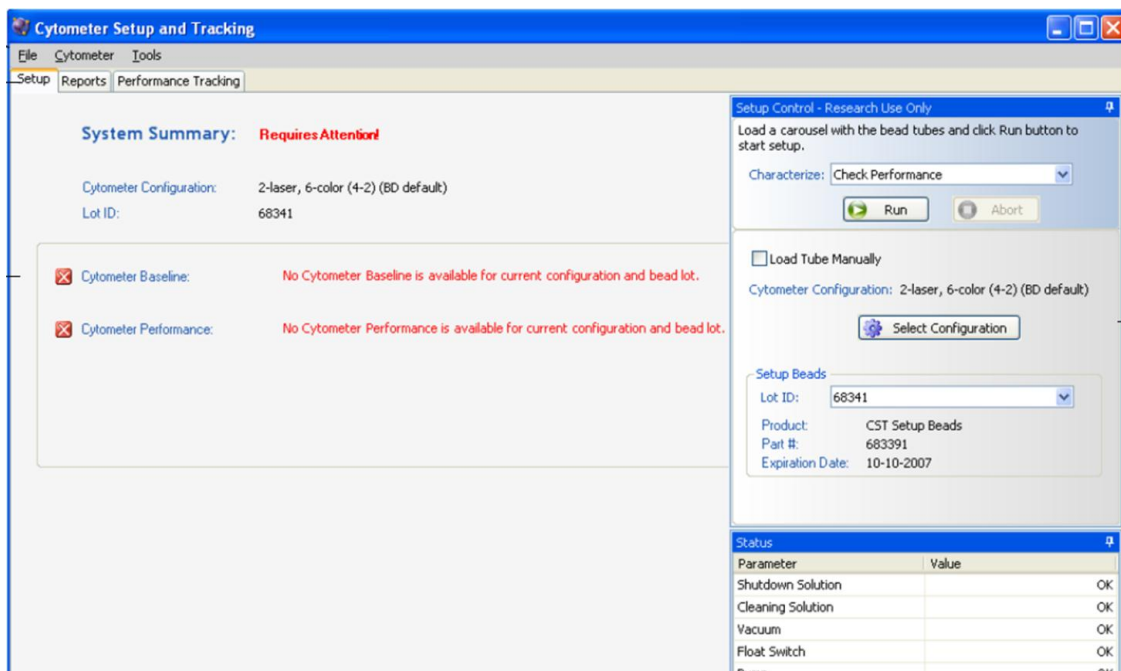 Cytometer Setup and Tracking
File Cytometer Tools
Setup Reports Performance Tracking
System Summary: Requires Attention!
Cytometer Configuration: 2-laser, 6-color (4-2) (BD default)
Lot ID: 68341
Cytometer Baseline: No Cytometer Baseline is available for current configuration and bead lot.
Cytometer Performance: No Cytometer Performance is available for current configuration and bead lot.
Setup Control - Research Use Only
Load a carousel with the bead tubes and click Run button to
start setup.
Characterize: Check Performance
Run Abort
Load Tube Manually
Cytometer Configuration: 2-laser, 6-color (4-2) (BD default)
Select Configuration
Setup Beads
Lot ID: 68341
Product: CST Setup Beads
Part #: 683391
Expiration Date: 10-10-2007
Status
Parameter Value
Shutdown Solution OK
Cleaning Solution OK
Vacuum OK
Float Switch OK